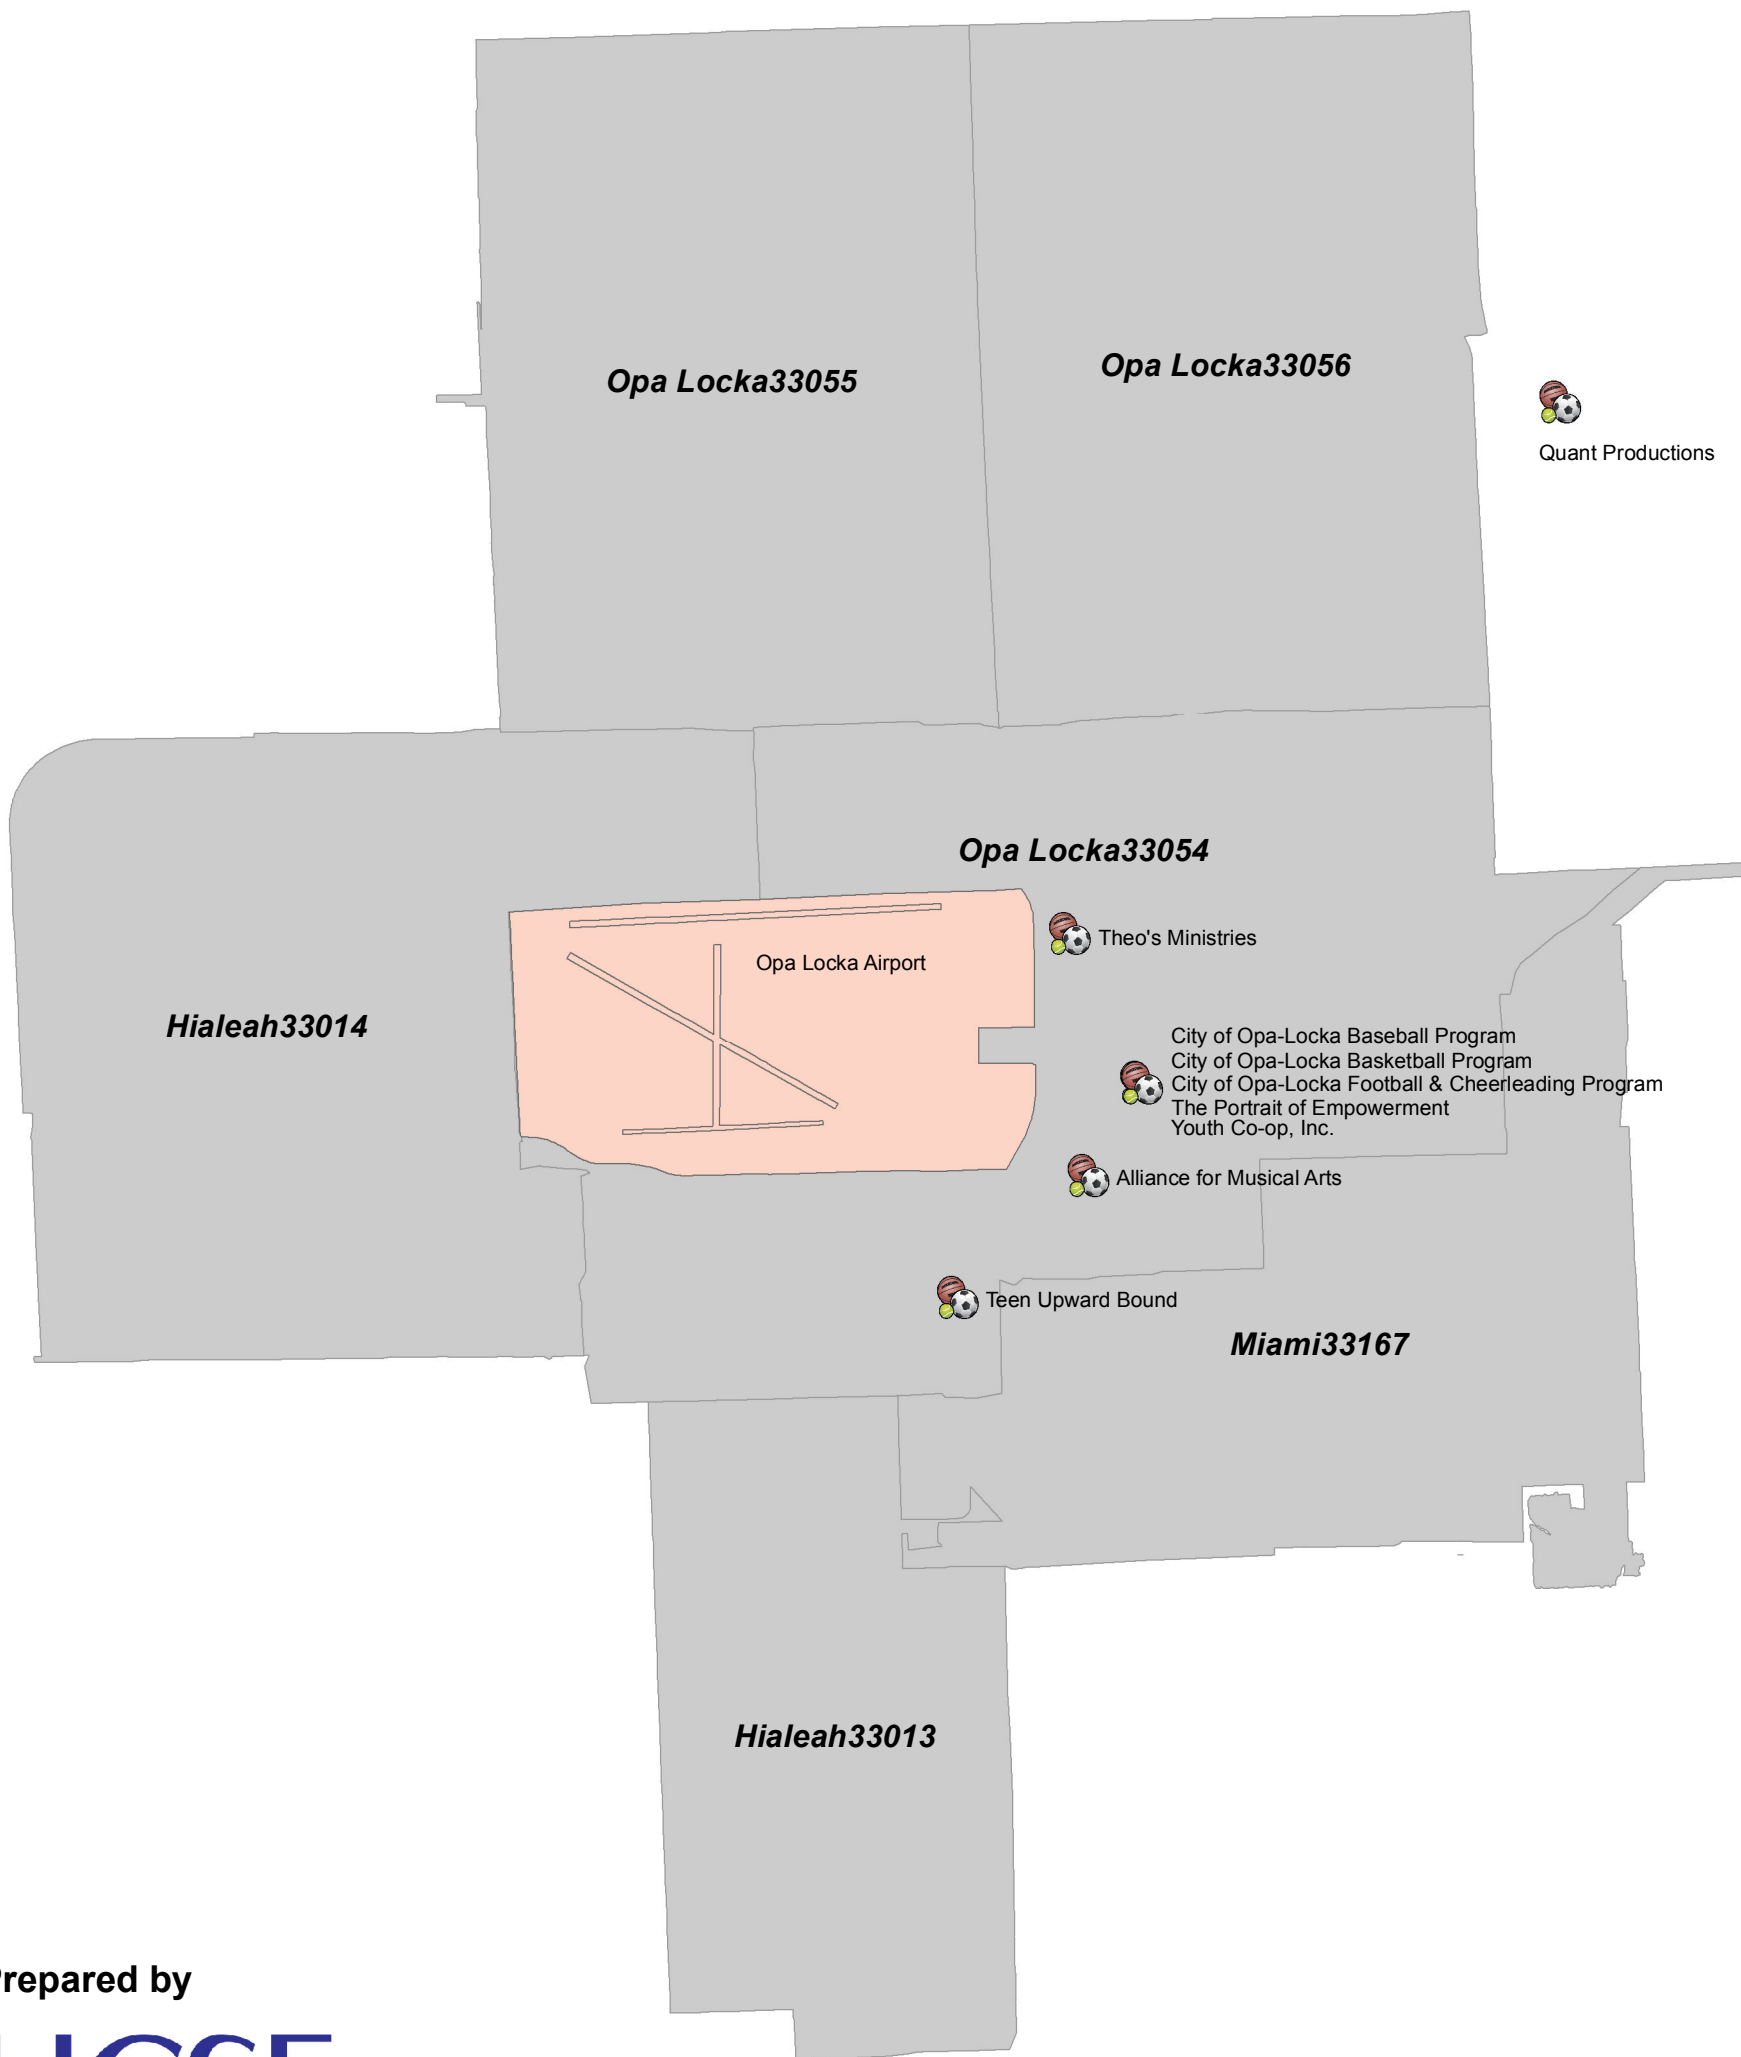 Opa Locka33055
Opa Locka33056
Quant Productions
Opa Locka33054
Theo's Ministries
Opa Locka Airport
Hialeah33014
City of Opa-Locka Baseball Program
City of Opa-Locka Basketball Program
City of Opa-Locka Football & Cheerleading Program
The Portrait of Empowerment
Youth Co-op, Inc.
Alliance for Musical Arts
Teen Upward Bound
Miami33167
Hialeah33013
repared by